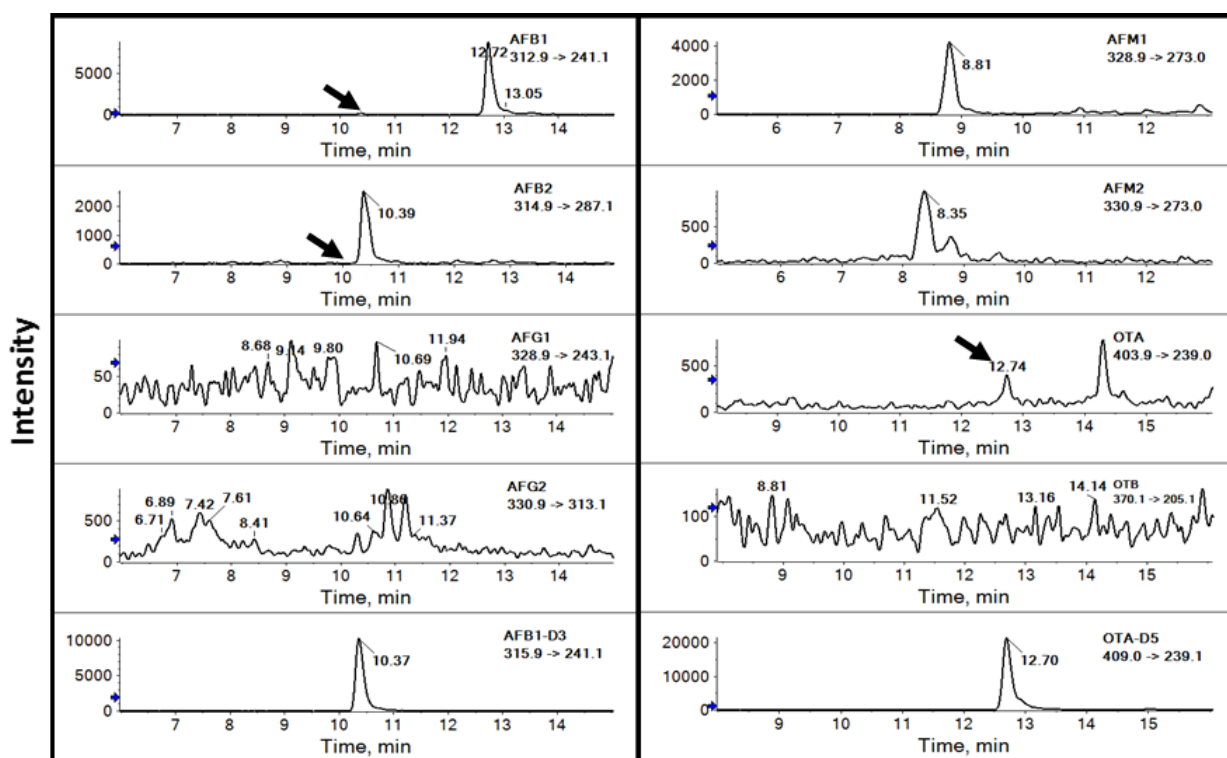 Intensity
AFB1
312.9 -> 241.1
12.72
13.05
5000
0
7 8 9 10 11 12 13 14
Time, min
AFB2
314.9 -> 287.1
10.39
2000
1000
0
7 8 9 10 11 12 13 14
Time, min
AFG1
328.9 -> 243.1
8.68 9.14 9.80 10.69 11.94
50
0
7 8 9 10 11 12 13 14
Time, min
AFG2
330.9 -> 313.1
6.71 6.89 7.42 7.61 8.41 10.64 10.86 11.37
500
0
7 8 9 10 11 12 13 14
Time, min
AFB1-D3
315.9 -> 241.1
10.37
10000
5000
0
7 8 9 10 11 12 13 14
Time, min
AFM1
328.9 -> 273.0
8.81
4000
2000
0
6 7 8 9 10 11 12
Time, min
AFM2
330.9 -> 273.0
8.35
500
0
6 7 8 9 10 11 12
Time, min
OTA
403.9 -> 239.0
12.74
500
0
9 10 11 12 13 14 15
Time, min
OTB
370.1 -> 205.1
8.81 11.52 13.16 14.14
100
0
9 10 11 12 13 14 15
Time, min
OTA-D5
409.0 -> 239.1
12.70
20000
10000
0
9 10 11 12 13 14 15
Time, min